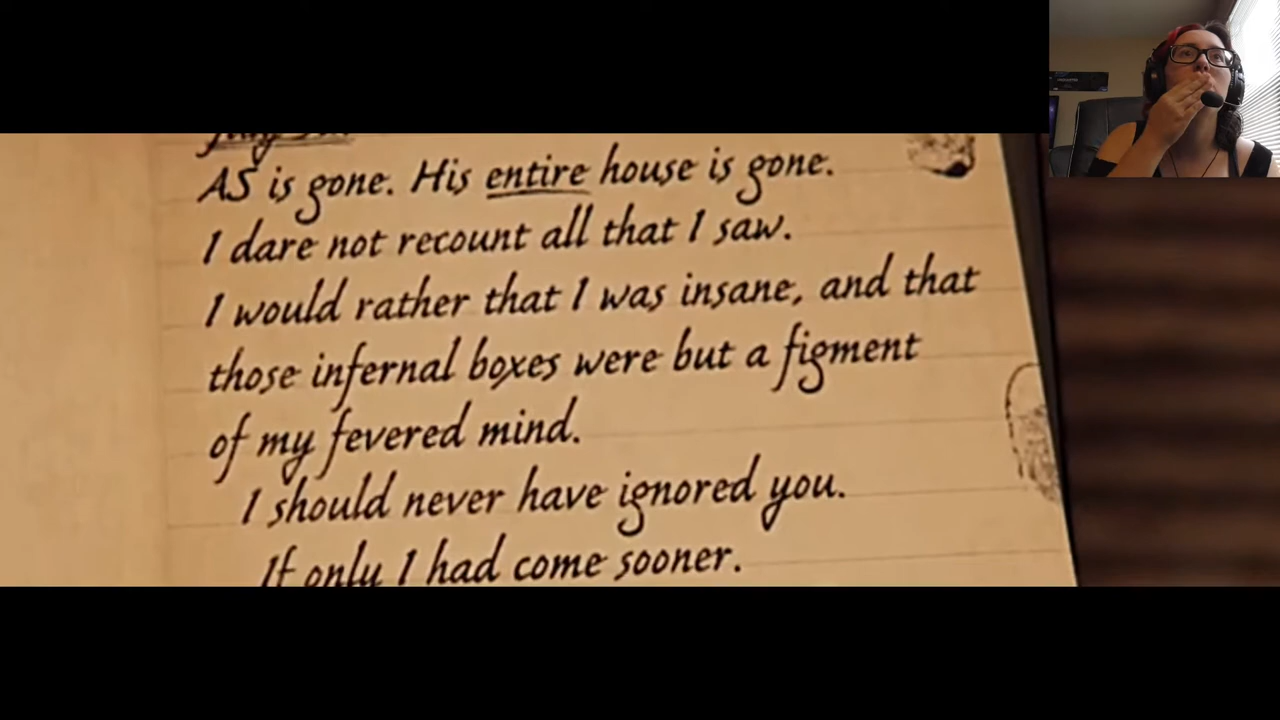 AS is gone. His entire house is gone.
I dare not recount all that I saw.
I would rather that I was insane, and that
those infernal boxes were but a figment
of my fevered mind.
I should never have ignored you.
If only I had come sooner.